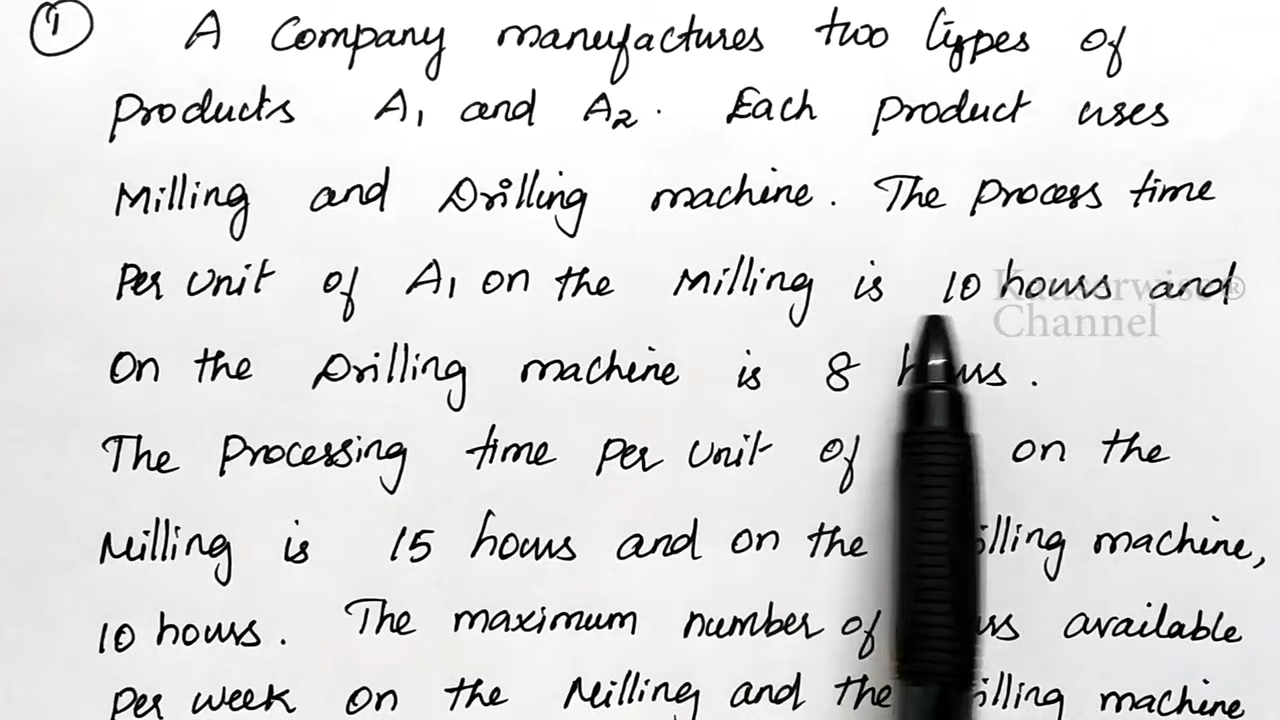 1 A Company manufactures two types of
products A1 and A2. Each product uses
Milling and Drilling machine. The process time
Per unit of A1 on the Milling is 10 hours and
Kauserwise®
Channel
on the Drilling machine is 8
The Processing time per unit of on the
Milling is 15 hours and on the machine,
10 hours. The maximum number of available
per week on the Milling and the machine